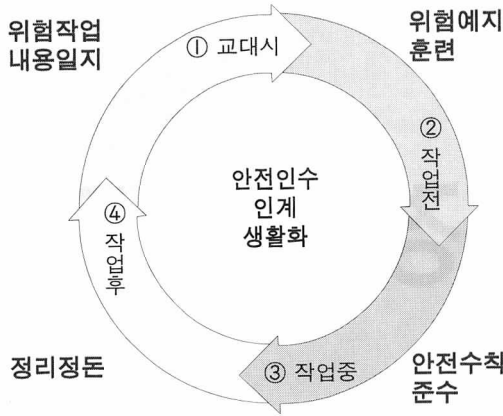 위험작업
내용일지
① 교대시
위험예지
훈련
② 작업전
안전인수
인계
생활화
④ 작업후
정리정돈
③ 작업중
안전수칙
준수